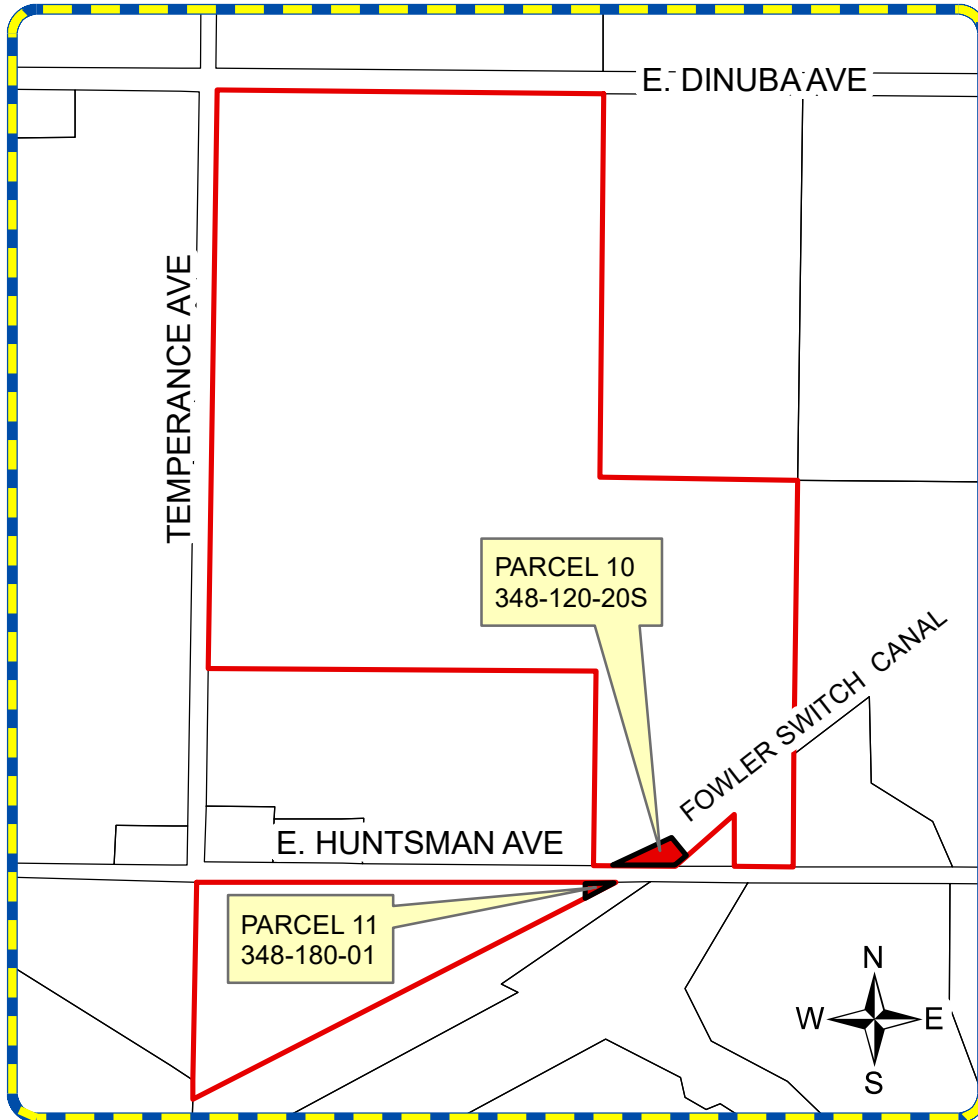 E. DINUBA AVE
TEMPERANCE AVE
PARCEL 10
348-120-20S
FOWLER SWITCH CANAL
E. HUNTSMAN AVE
PARCEL 11
348-180-01
N
W E
S